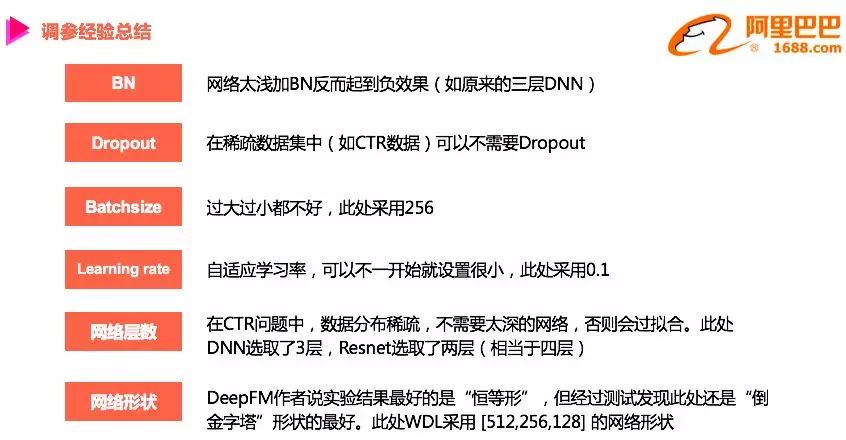 调参经验总结
阿里巴巴
1688.com
BN
网络太浅加BN反而起到负效果（如原来的三层DNN）
Dropout
在稀疏数据集中（如CTR数据）可以不需要Dropout
Batchsize
过大过小都不好，此处采用256
Learning rate
自适应学习率，可以不一开始就设置很小，此处采用0.1
网络层数
在CTR问题中，数据分布稀疏，不需要太深的网络，否则会过拟合。此处
DNN选取了3层，Resnet选取了两层（相当于四层）
网络形状
DeepFM作者说实验结果最好的是“恒等形”，但经过测试发现此处还是“倒
金字塔”形状的最好。此处WDL采用 [512,256,128] 的网络形状